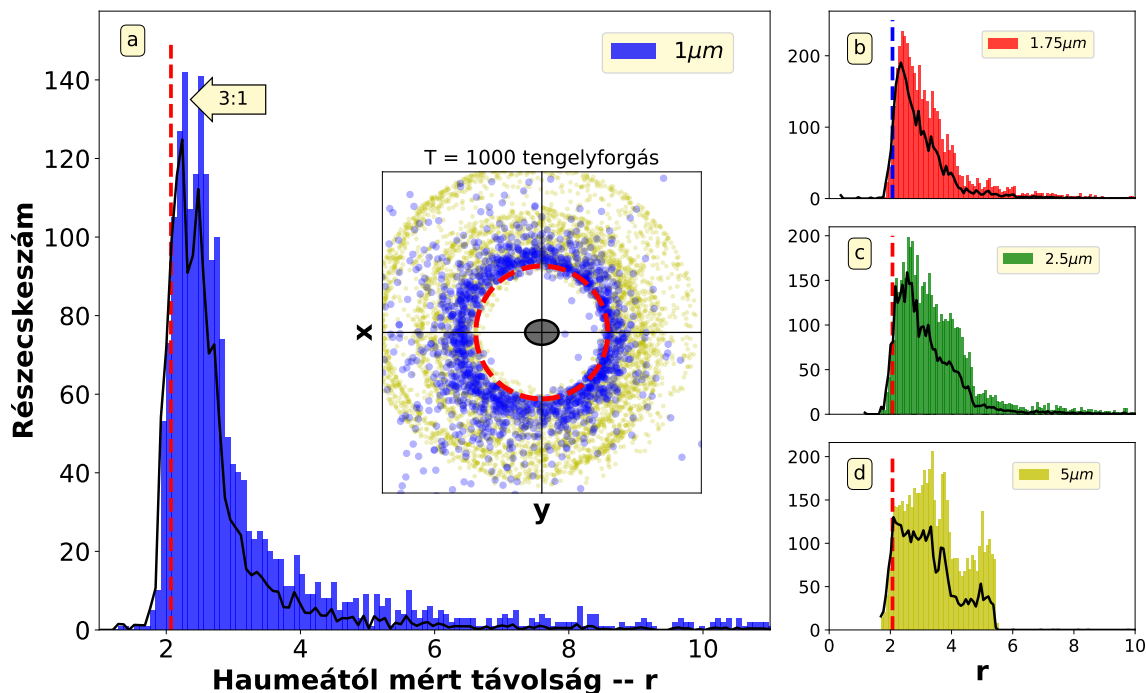 a
1μm
3:1
T = 1000 tengelyforgás
x
y
Részecskeszám
140
120
100
80
60
40
20
0
2
4
6
8
10
Haumeától mért távolság -- r
b
1.75μm
200
100
0
c
2.5μm
200
150
100
50
0
d
5μm
200
150
100
50
0
0
2
4
6
8
10
r